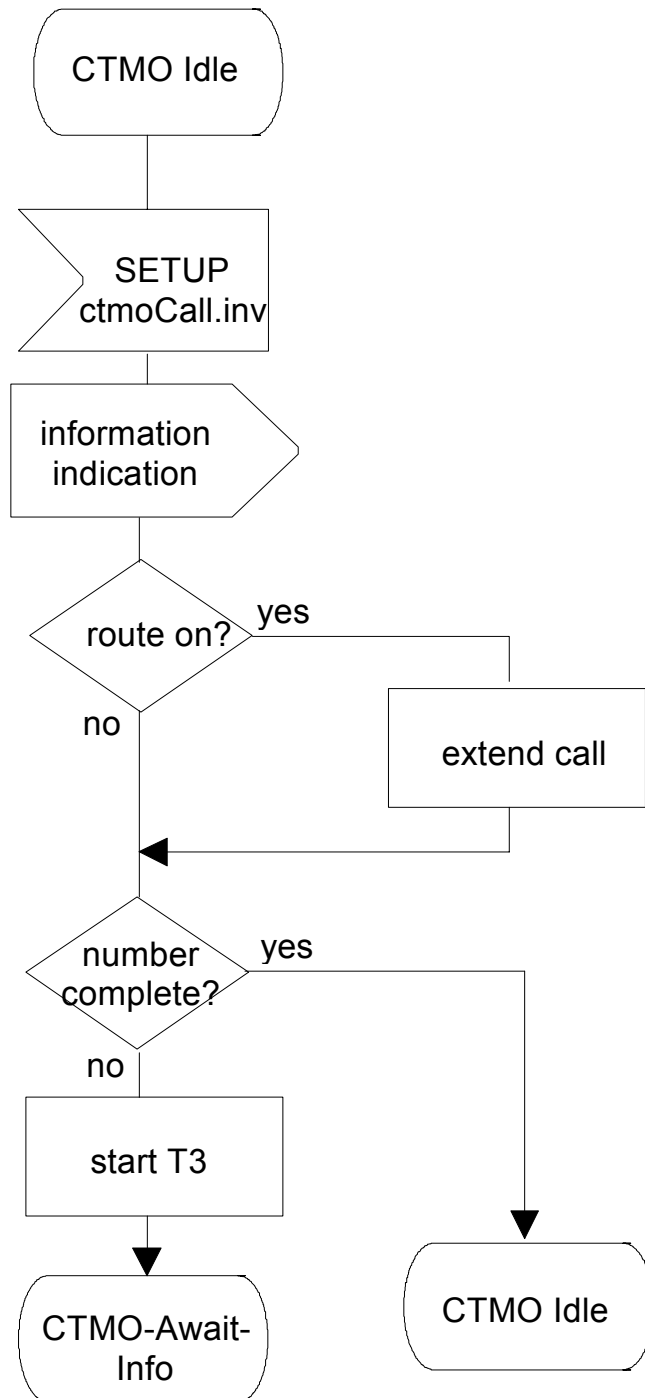 CTMO Idle
SETUP
ctmoCall.inv
information
indication
route on?
yes
no
extend call
number
complete?
yes
no
start T3
CTMO-Await-
Info
CTMO Idle